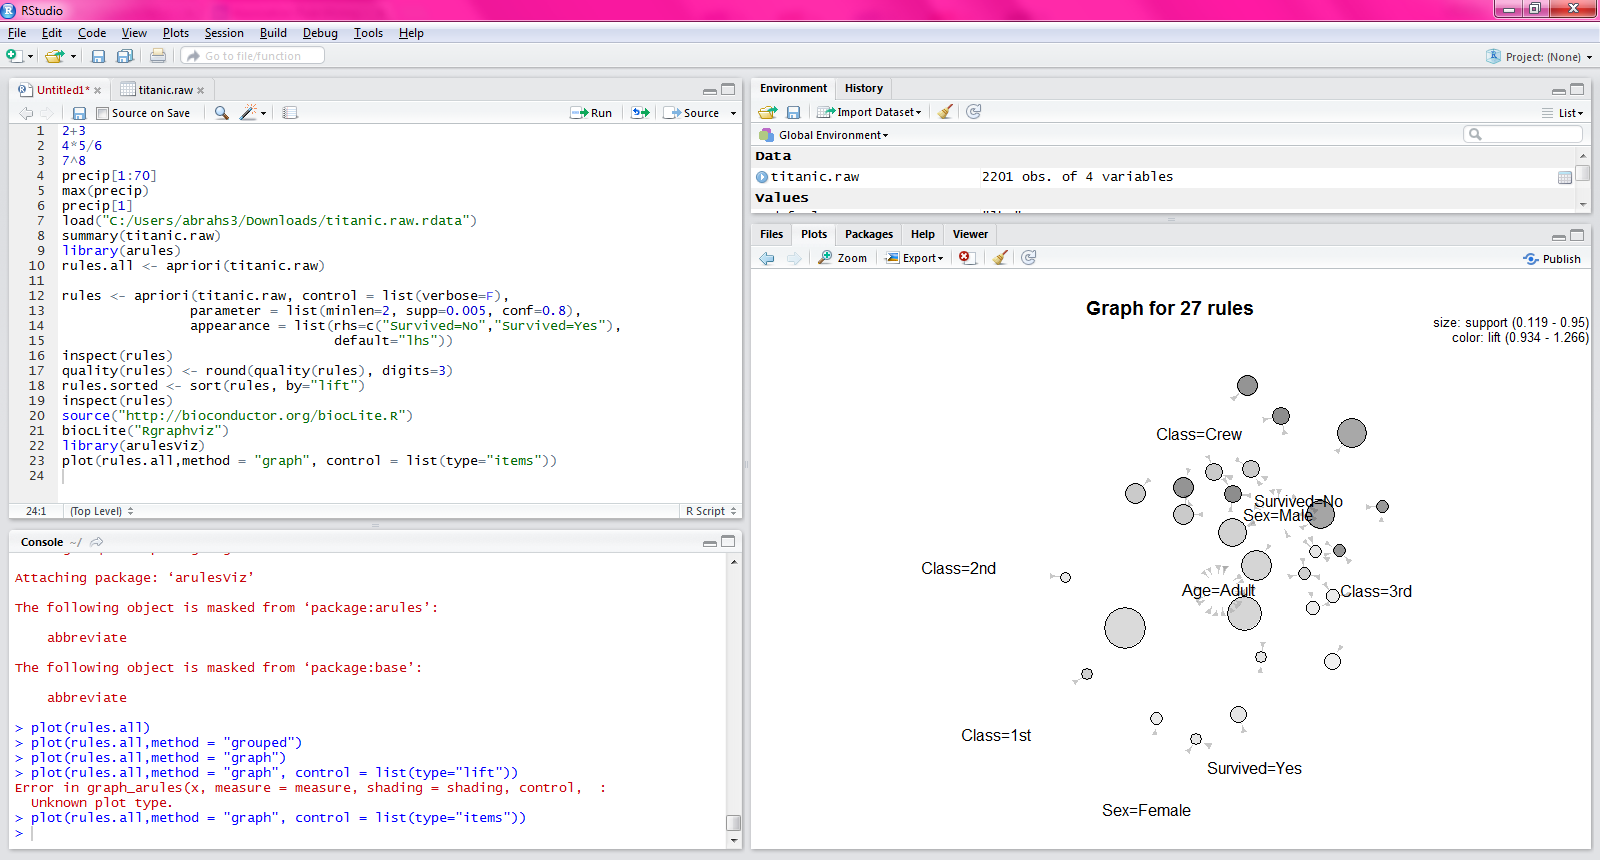 RStudio
File Edit Code View Plots Session Build Debug Tools Help
Go to file/function
Project: (None)
Untitled1* titanic.raw
Source on Save Run Source
1 2+3
2 4*5/6
3 7^8
4 precip[1:70]
5 max(precip)
6 precip[1]
7 load("C:/Users/abrahs3/Downloads/titanic.raw.rdata")
8 summary(titanic.raw)
9 library(arules)
10 rules.all <- apriori(titanic.raw)
11
12 rules <- apriori(titanic.raw, control = list(verbose=F),
13 parameter = list(minlen=2, supp=0.005, conf=0.8),
14 appearance = list(rhs=c("Survived=No","Survived=Yes"),
15 default="lhs"))
16 inspect(rules)
17 quality(rules) <- round(quality(rules), digits=3)
18 rules.sorted <- sort(rules, by="lift")
19 inspect(rules)
20 source("http://bioconductor.org/biocLite.R")
21 biocLite("Rgraphviz")
22 library(arulesViz)
23 plot(rules.all,method = "graph", control = list(type="items"))
24
24:1 (Top Level) R Script
Console ~/
Attaching package: ‘arulesViz’
The following object is masked from ‘package:arules’:
abbreviate
The following object is masked from ‘package:base’:
abbreviate
> plot(rules.all)
> plot(rules.all,method = "grouped")
> plot(rules.all,method = "graph")
> plot(rules.all,method = "graph", control = list(type="lift"))
Error in graph_arules(x, measure = measure, shading = shading, control, :
Unknown plot type.
> plot(rules.all,method = "graph", control = list(type="items"))
>
Environment History
Import Dataset List
Global Environment
Data
titanic.raw 2201 obs. of 4 variables
Values
Files Plots Packages Help Viewer
Zoom Export Publish
Graph for 27 rules
size: support (0.119 - 0.95)
color: lift (0.934 - 1.266)
Class=Crew
Survived=No
Sex=Male
Class=2nd
Age=Adult
Class=3rd
Class=1st
Survived=Yes
Sex=Female